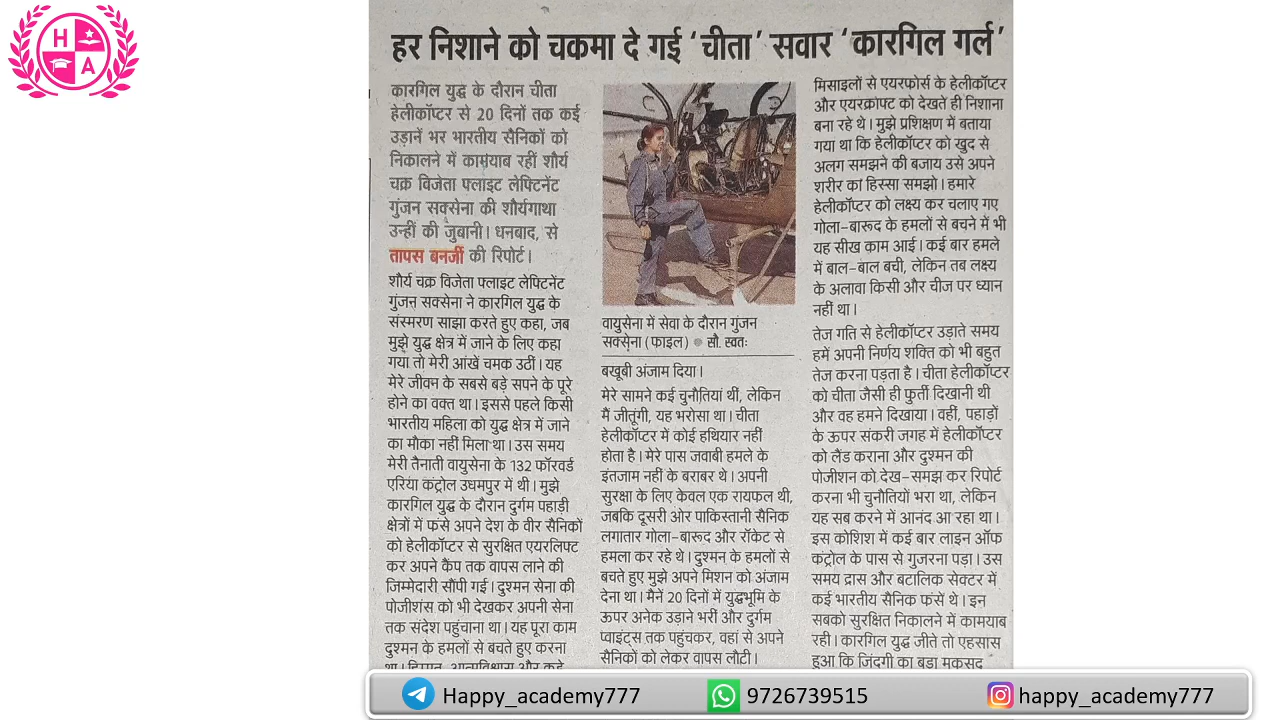 H
A
हर निशाने को चकमा दे गई ‘चीता’ सवार ‘कारगिल गर्ल’
कारगिल युद्ध के दौरान चीता
हेलीकॉप्टर से 20 दिनों तक कई
उड़ानें भर भारतीय सैनिकों को
निकालने में कामयाब रहीं शौर्य
चक्र विजेता फ्लाइट लेफ्टिनेंट
गुंजन सक्सेना की शौर्यगाथा
उन्हीं की जुबानी। धनबाद, से
तापस बनर्जी की रिपोर्ट।
शौर्य चक्र विजेता फ्लाइट लेफ्टिनेंट
गुंजन सक्सेना ने कारगिल युद्ध के
संस्मरण साझा करते हुए कहा, जब
मुझे युद्ध क्षेत्र में जाने के लिए कहा
गया तो मेरी आंखें चमक उठीं। यह
मेरे जीवन के सबसे बड़े सपने के पूरे
होने का वक्त था। इससे पहले किसी
भारतीय महिला को युद्ध क्षेत्र में जाने
का मौका नहीं मिला था। उस समय
मेरी तैनाती वायुसेना के 132 फॉरवर्ड
एरिया कंट्रोल उधमपुर में थी। मुझे
कारगिल युद्ध के दौरान दुर्गम पहाड़ी
क्षेत्रों में फंसे अपने देश के वीर सैनिकों
को हेलीकॉप्टर से सुरक्षित एयरलिफ्ट
कर अपने कैंप तक वापस लाने की
जिम्मेदारी सौंपी गई। दुश्मन सेना की
पोजीशंस को भी देखकर अपनी सेना
तक संदेश पहुंचाना था। यह पूरा काम
दुश्मन के हमलों से बचते हुए करना
था। हिम्मत, आत्मविश्वास और कड़े
वायुसेना में सेवा के दौरान गुंजन
सक्सेना (फाइल) ● सौ. स्वतः
बखूबी अंजाम दिया।
मेरे सामने कई चुनौतियां थीं, लेकिन
मैं जीतूंगी, यह भरोसा था। चीता
हेलीकॉप्टर में कोई हथियार नहीं
होता है। मेरे पास जवाबी हमले के
इंतजाम नहीं के बराबर थे। अपनी
सुरक्षा के लिए केवल एक रायफल थी,
जबकि दूसरी ओर पाकिस्तानी सैनिक
लगातार गोला-बारूद और रॉकेट से
हमला कर रहे थे। दुश्मन के हमलों से
बचते हुए मुझे अपने मिशन को अंजाम
देना था। मैंने 20 दिनों में युद्धभूमि के
ऊपर अनेक उड़ाने भरीं और दुर्गम
प्वाइंट्स तक पहुंचकर, वहां से अपने
सैनिकों को लेकर वापस लौटी।
मिसाइलों से एयरफोर्स के हेलीकॉप्टर
और एयरक्राफ्ट को देखते ही निशाना
बना रहे थे। मुझे प्रशिक्षण में बताया
गया था कि हेलीकॉप्टर को खुद से
अलग समझने की बजाय उसे अपने
शरीर का हिस्सा समझो। हमारे
हेलीकॉप्टर को लक्ष्य कर चलाए गए
गोला-बारूद के हमलों से बचने में भी
यह सीख काम आई। कई बार हमले
में बाल-बाल बची, लेकिन तब लक्ष्य
के अलावा किसी और चीज पर ध्यान
नहीं था।
तेज गति से हेलीकॉप्टर उड़ाते समय
हमें अपनी निर्णय शक्ति को भी बहुत
तेज करना पड़ता है। चीता हेलीकॉप्टर
को चीता जैसी ही फुर्ती दिखानी थी
और वह हमने दिखाया। वहीं, पहाड़ों
के ऊपर संकरी जगह में हेलीकॉप्टर
को लैंड कराना और दुश्मन की
पोजीशन को देख-समझ कर रिपोर्ट
करना भी चुनौतियों भरा था, लेकिन
यह सब करने में आनंद आ रहा था।
इस कोशिश में कई बार लाइन ऑफ
कंट्रोल के पास से गुजरना पड़ा। उस
समय द्रास और बटालिक सेक्टर में
कई भारतीय सैनिक फंसे थे। इन
सबको सुरक्षित निकालने में कामयाब
रही। कारगिल युद्ध जीते तो एहसास
हुआ कि जिंदगी का बड़ा मकसद
Happy_academy777
9726739515
happy_academy777